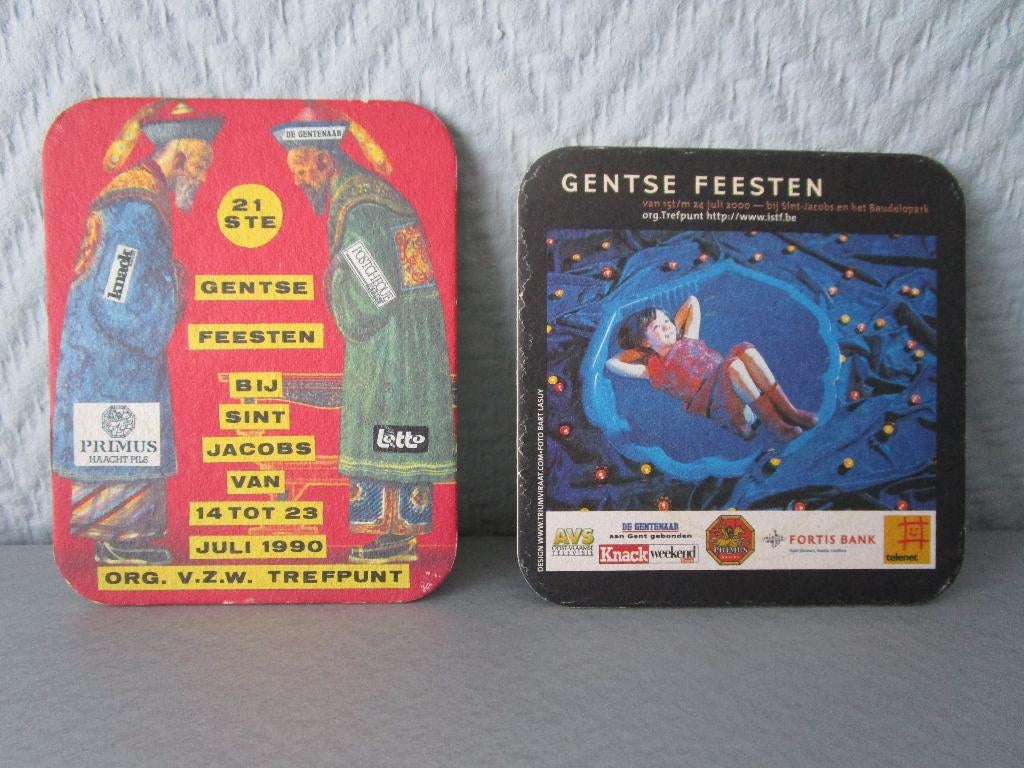 DE GENTENAAR
21
STE
knack
POSTCHEQUE
GENTSE
FEESTEN
BIJ
SINT
JACOBS
VAN
14 TOT 23
JULI 1990
ORG. V.Z.W. TREFPUNT
PRIMUS
HAACHT PILS
Lotto
GENTSE FEESTEN
van 15t/m 24 juli 2000 — bij Sint-Jacobs en het Baudelopark
org.Trefpunt http://www.istf.be
DESIGN WWW.TRIUMVIRAAT.COM-FOTO BART LASUY
AVS
OOST-VLAAMSE
DE GENTENAAR
aan Gent gebonden
Knack weekend
PRIMUS
FORTIS BANK
telenet